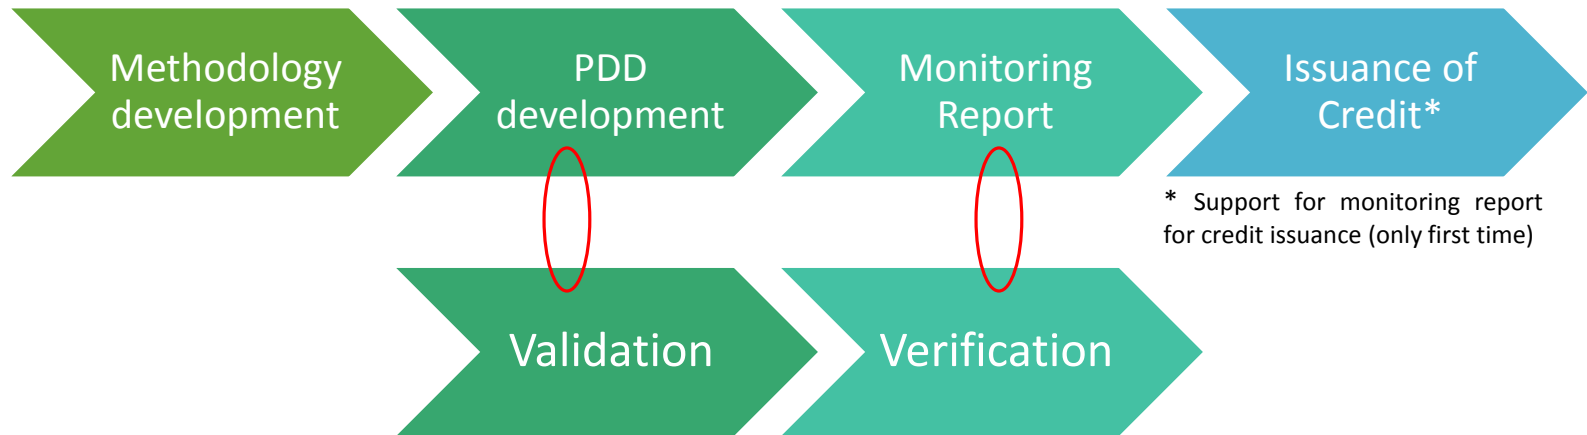 Methodology
development
PDD
development
Monitoring
Report
Issuance of
Credit*
* Support for monitoring report
for credit issuance (only first time)
Validation
Verification